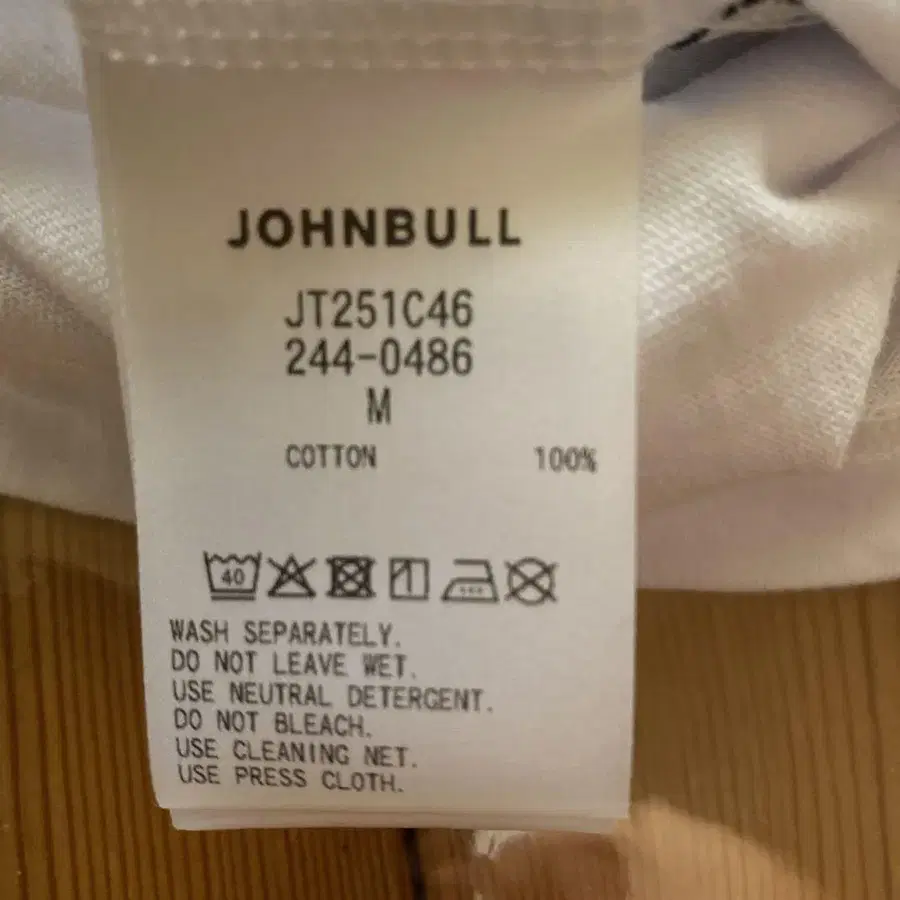 JOHNBULL
JT251C46
244-0486
M
COTTON 100%
40
WASH SEPARATELY.
DO NOT LEAVE WET.
USE NEUTRAL DETERGENT.
DO NOT BLEACH.
USE CLEANING NET.
USE PRESS CLOTH.